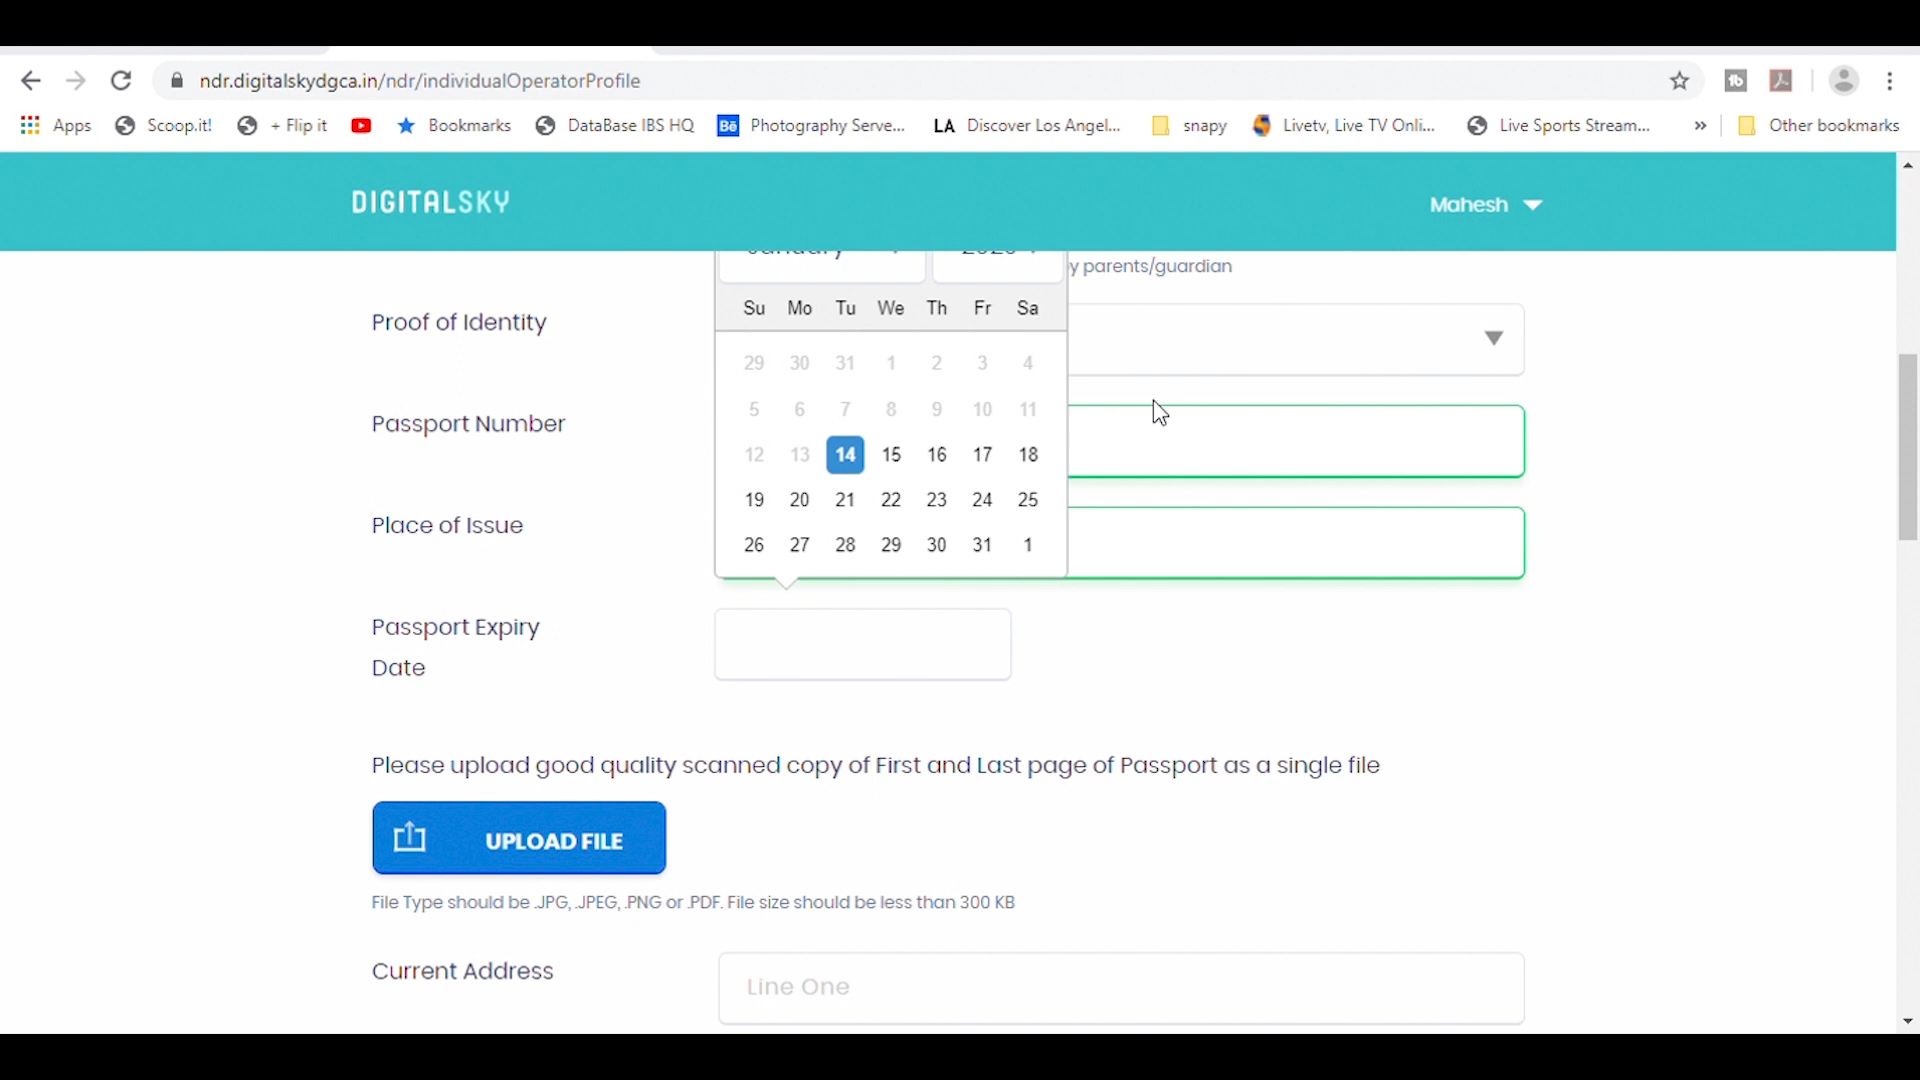 ndr.digitalskydgca.in/ndr/individualOperatorProfile
Apps Scoop.it! + Flip it Bookmarks DataBase IBS HQ Bē Photography Serve... LA Discover Los Angel... snapy Livetv, Live TV Onli... Live Sports Stream... » Other bookmarks
DIGITALSKY Mahesh
January 2020
y parents/guardian
Su Mo Tu We Th Fr Sa
Proof of Identity
29 30 31 1 2 3 4
5 6 7 8 9 10 11
Passport Number
12 13 14 15 16 17 18
19 20 21 22 23 24 25
Place of Issue
26 27 28 29 30 31 1
Passport Expiry
Date
Please upload good quality scanned copy of First and Last page of Passport as a single file
UPLOAD FILE
File Type should be .JPG, .JPEG, .PNG or .PDF. File size should be less than 300 KB
Current Address
Line One